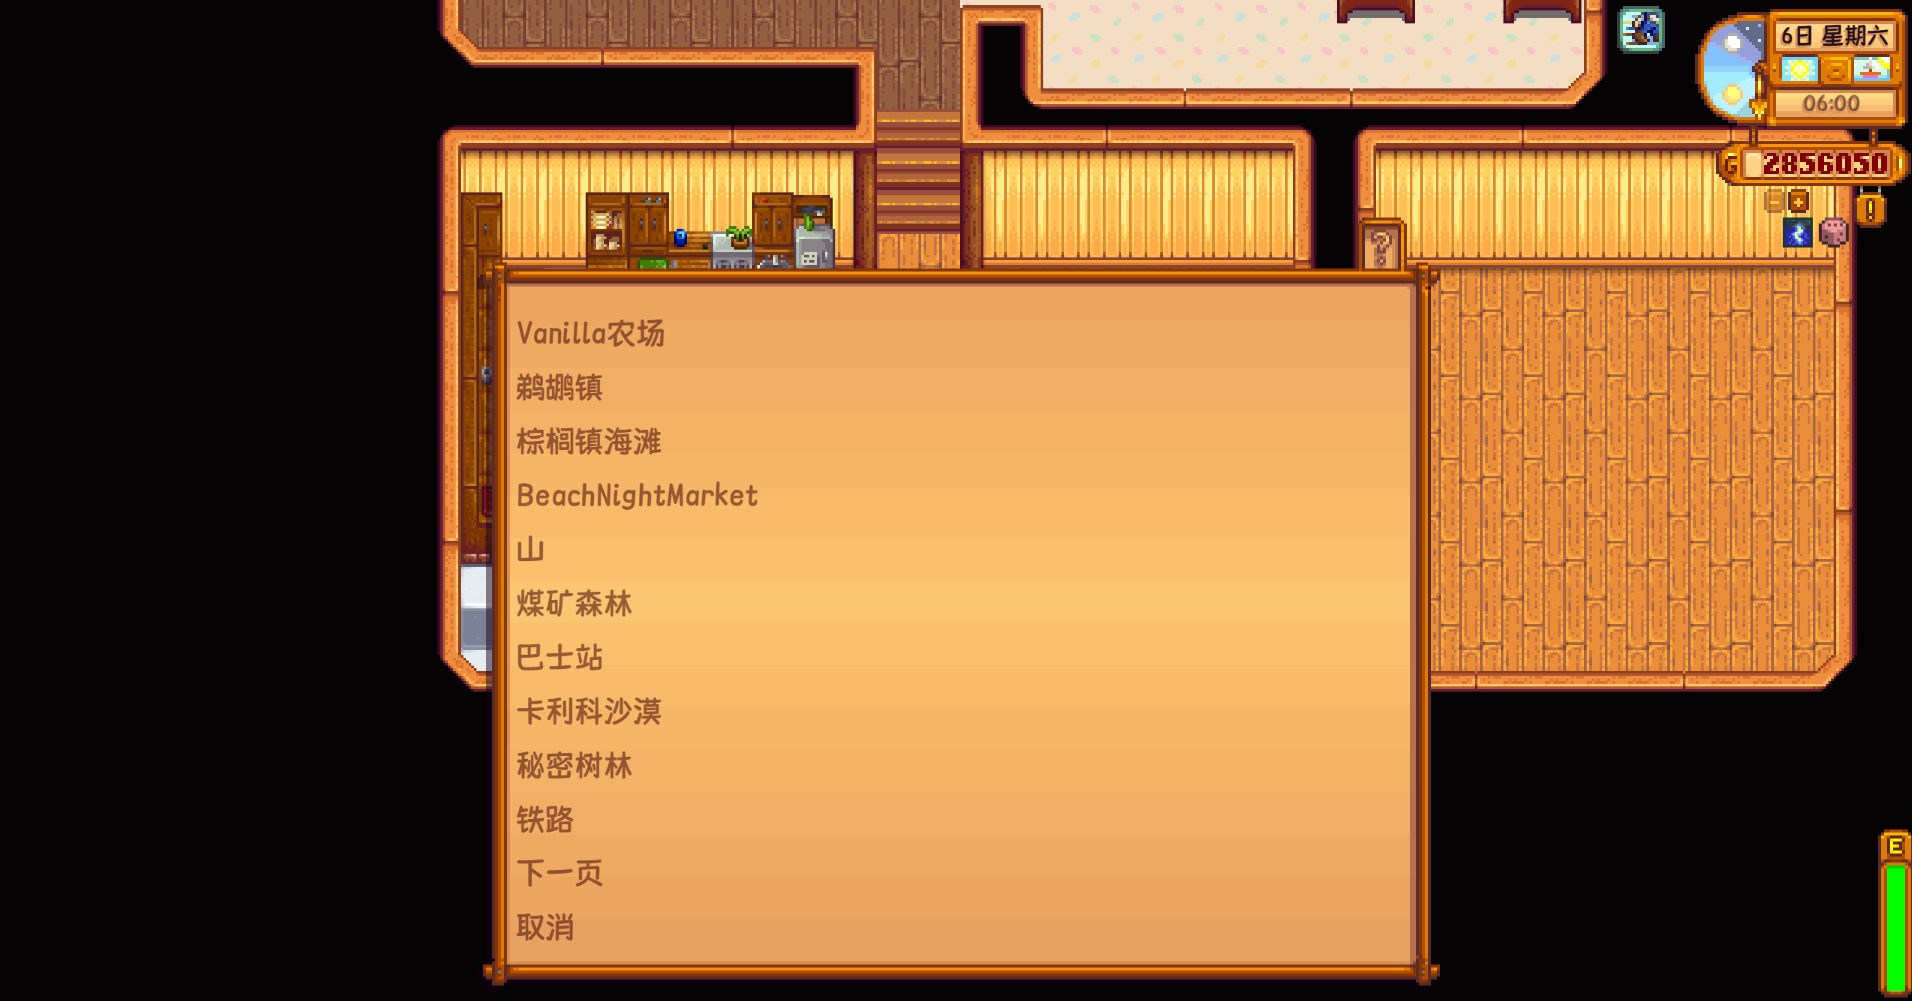 6日 星期六
06:00
G 2856050
Vanilla农场
鹈鹕镇
棕榈镇海滩
BeachNightMarket
山
煤矿森林
巴士站
卡利科沙漠
秘密树林
铁路
下一页
取消
E